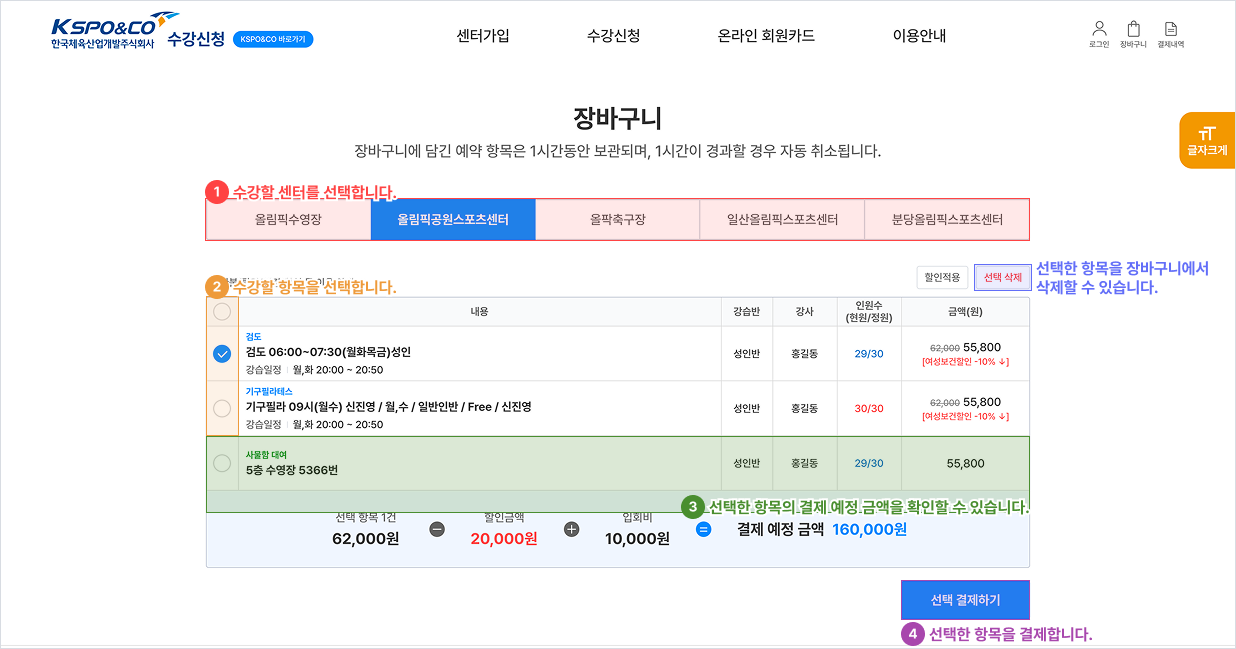 KSPO&CO
한국체육산업개발주식회사
수강신청
KSPO&CO 바로가기
센터가입
수강신청
온라인 회원카드
이용안내
로그인
장바구니
결제내역
장바구니
장바구니에 담긴 예약 항목은 1시간동안 보관되며, 1시간이 경과할 경우 자동 취소됩니다.
TT
글자크게
1 수강할 센터를 선택합니다.
올림픽수영장
올림픽공원스포츠센터
올팍축구장
일산올림픽스포츠센터
분당올림픽스포츠센터
2 수강할 항목을 선택합니다.
할인적용
선택 삭제
선택한 항목을 장바구니에서
삭제할 수 있습니다.
내용
강습반
강사
인원수
(현원/정원)
금액(원)
검도
검도 06:00~07:30(월화목금)성인
강습일정 월,화 20:00 ~ 20:50
성인반
홍길동
29/30
62,000 55,800
[여성보건할인 -10% ↓]
기구필라테스
기구필라 09시(월수) 신진영 / 월,수 / 일반인반 / Free / 신진영
강습일정 월,화 20:00 ~ 20:50
성인반
홍길동
30/30
62,000 55,800
[여성보건할인 -10% ↓]
사물함 대여
5층 수영장 5366번
성인반
홍길동
29/30
55,800
3 선택한 항목의 결제 예정 금액을 확인할 수 있습니다.
선택 항목 1건
62,000원
할인금액
20,000원
입회비
10,000원
결제 예정 금액 160,000원
선택 결제하기
4 선택한 항목을 결제합니다.